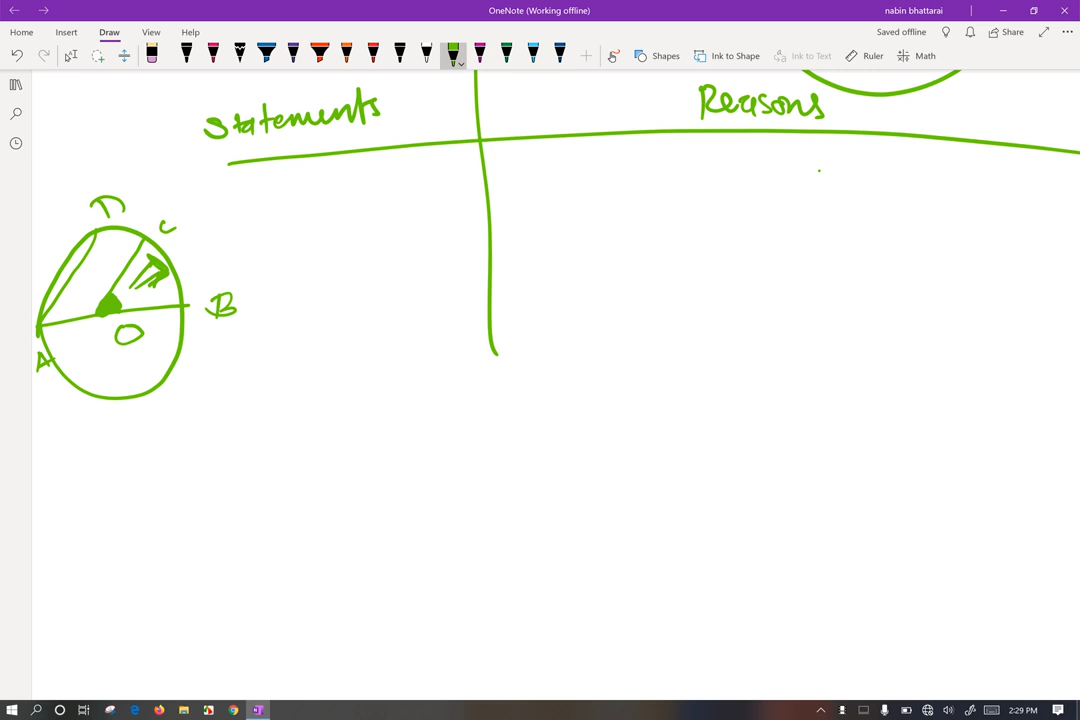 OneNote (Working offline)
nabin bhattarai
Home Insert Draw View Help
Saved offline
Share
Shapes
Ink to Shape
Ink to Text
Ruler
Math
Statements
Reasons
C
B
O
A
2:29 PM